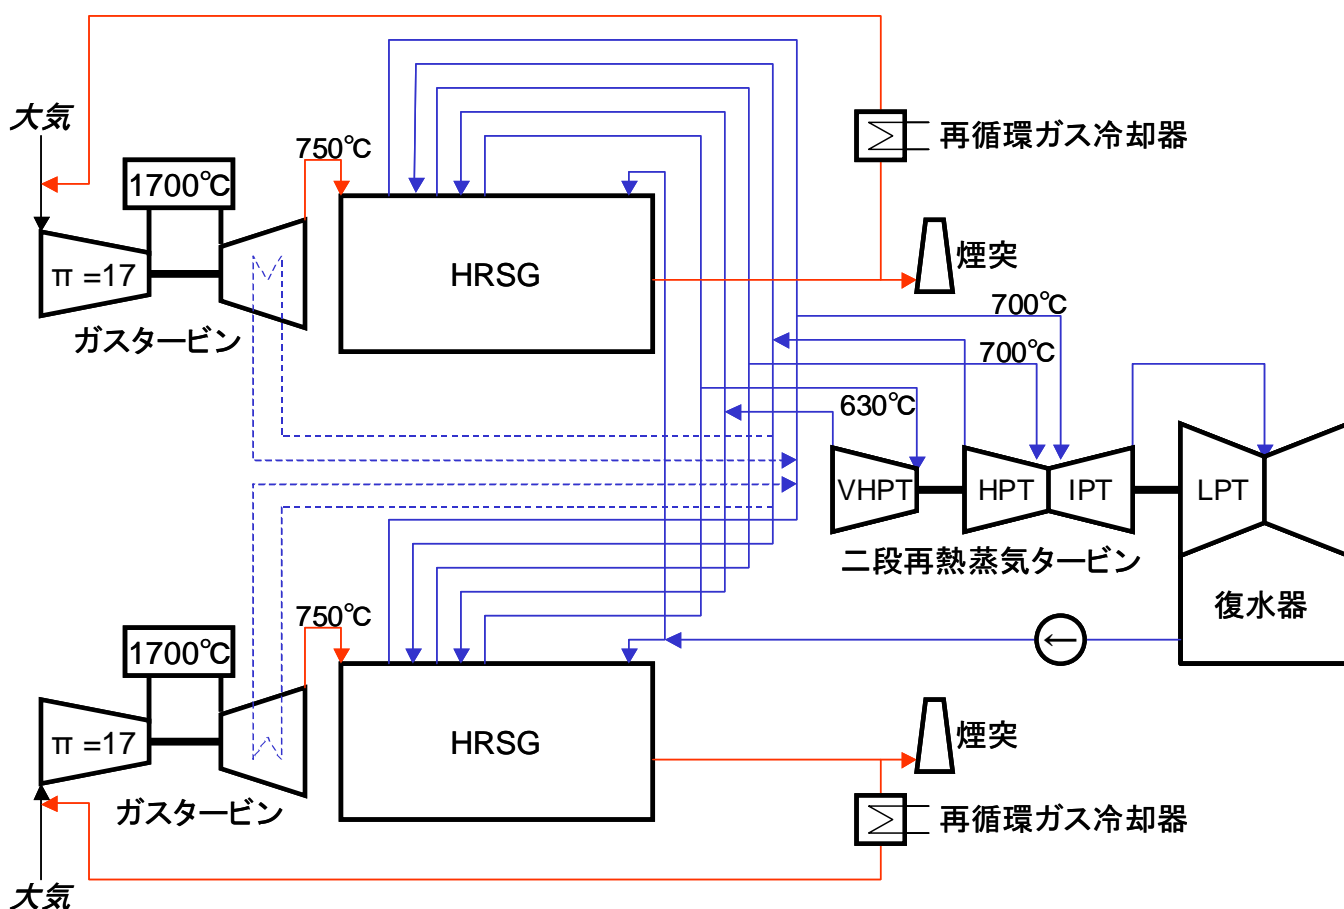 大気
750℃
再循環ガス冷却器
1700℃
π =17
HRSG
煙突
ガスタービン
700℃
700℃
630℃
VHPT
HPT
IPT
LPT
二段再熱蒸気タービン
復水器
750℃
1700℃
π =17
HRSG
煙突
ガスタービン
再循環ガス冷却器
大気